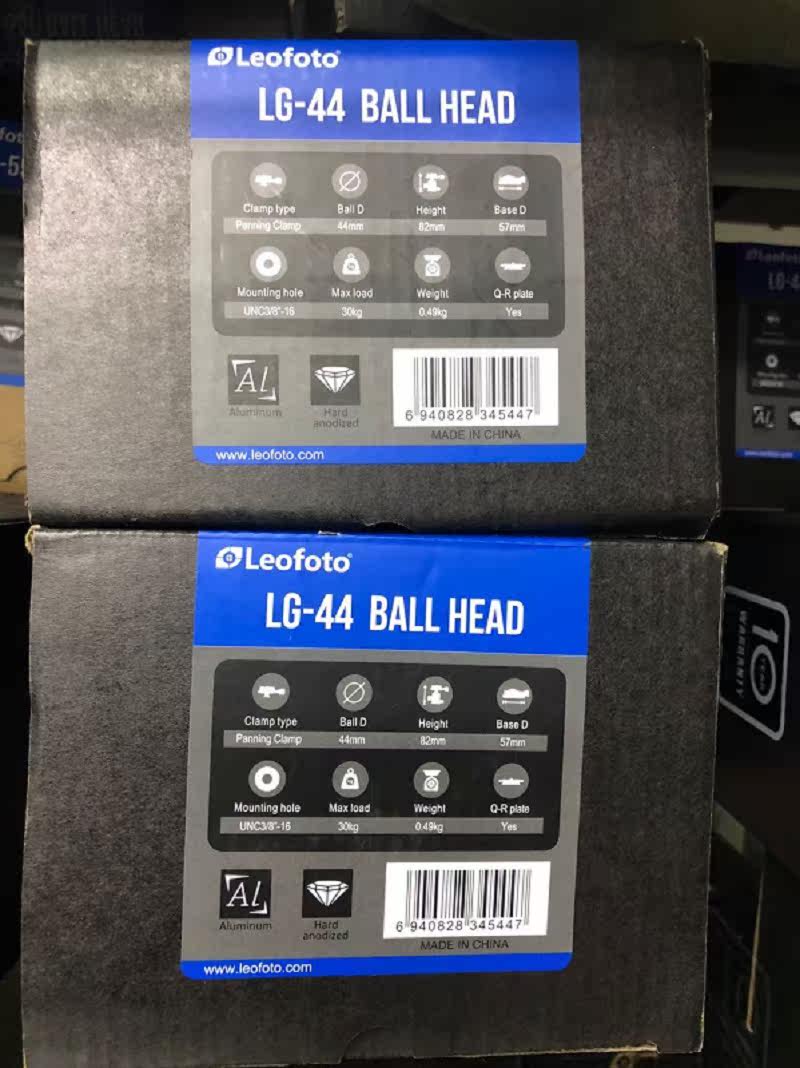 Leofoto
LG-44 BALL HEAD
Clamp type Ball D Height Base D
Panning Clamp 44mm 82mm 57mm
Mounting hole Max load Weight Q-R plate
UNC3/8"-16 30kg 0.49kg Yes
Al
Aluminum
Hard
anodized
6 940828 345447
MADE IN CHINA
www.leofoto.com
Leofoto®
LG-44 BALL HEAD
Clamp type Ball D Height Base D
Panning Clamp 44mm 82mm 57mm
Mounting hole Max load Weight Q-R plate
UNC3/8"-16 30kg 0.49kg Yes
Al
Aluminum
Hard
anodized
6 940828 345447
MADE IN CHINA
www.leofoto.com
Al
10
YEAR
WARRANTY